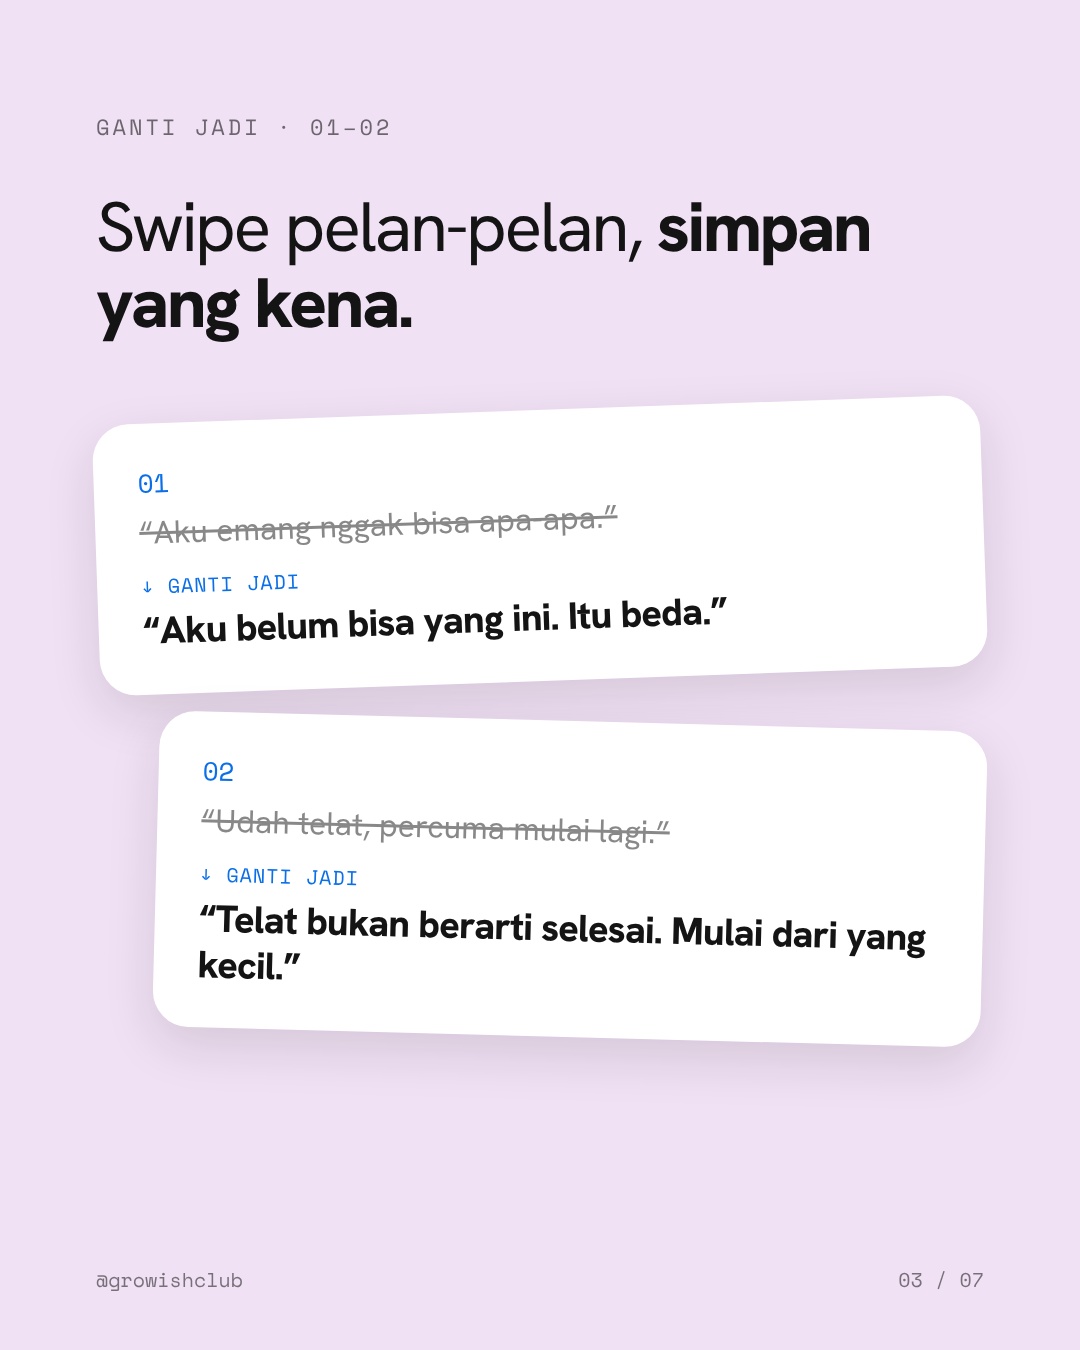 GANTI JADI · 01–02
Swipe pelan-pelan, simpan
yang kena.
01
“Aku emang nggak bisa apa-apa.”
↓ GANTI JADI
“Aku belum bisa yang ini. Itu beda.”
02
“Udah telat, percuma mulai lagi.”
↓ GANTI JADI
“Telat bukan berarti selesai. Mulai dari yang
kecil.”
@growishclub
03 / 07